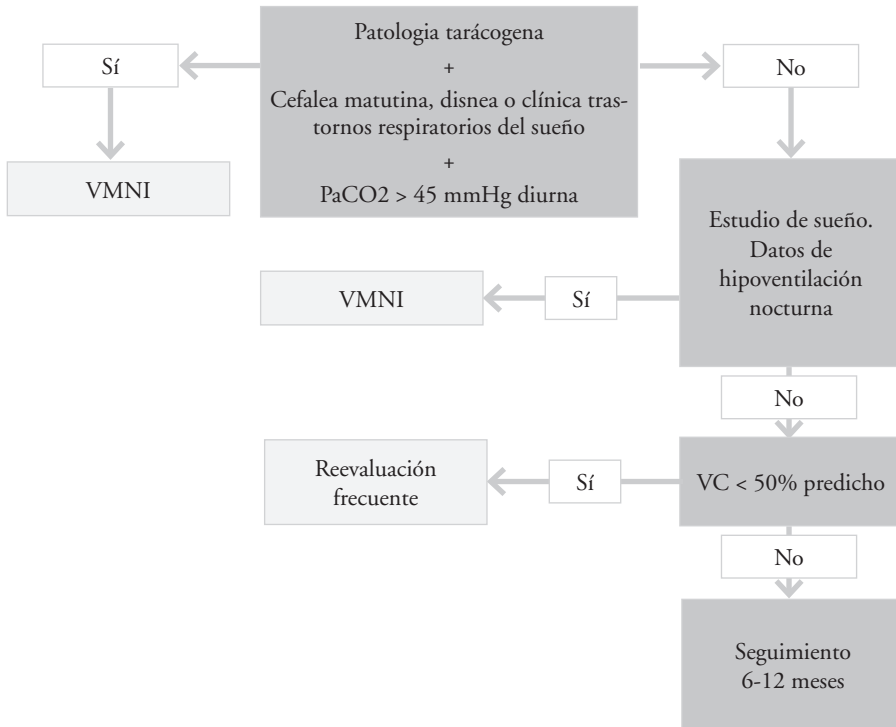 Patologia tarácogena
+
Cefalea matutina, disnea o clínica tras-
tornos respiratorios del sueño
+
PaCO2 > 45 mmHg diurna
Sí
No
VMNI
Estudio de sueño.
Datos de
hipoventilación
nocturna
Sí
VMNI
No
VC < 50% predicho
Sí
Reevaluación
frecuente
No
Seguimiento
6-12 meses